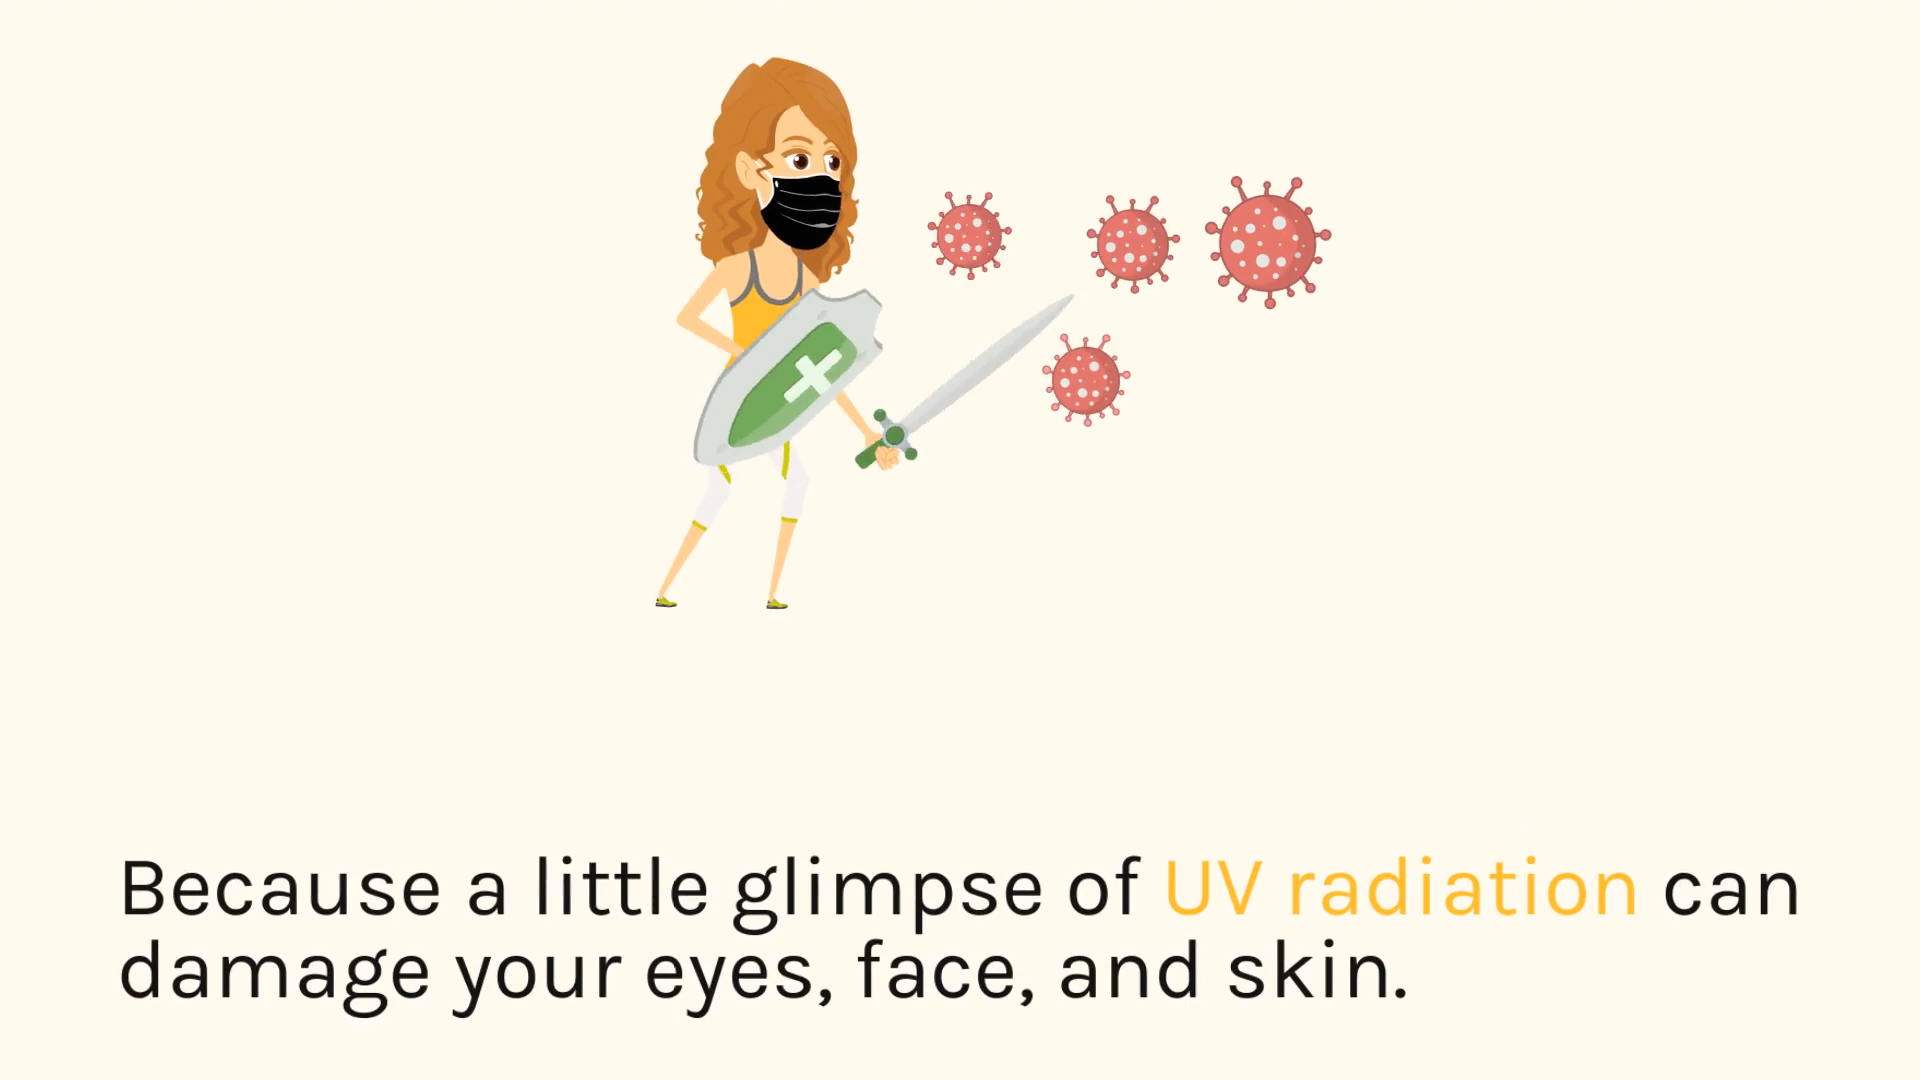 Because a little glimpse of UV radiation can
damage your eyes, face, and skin.